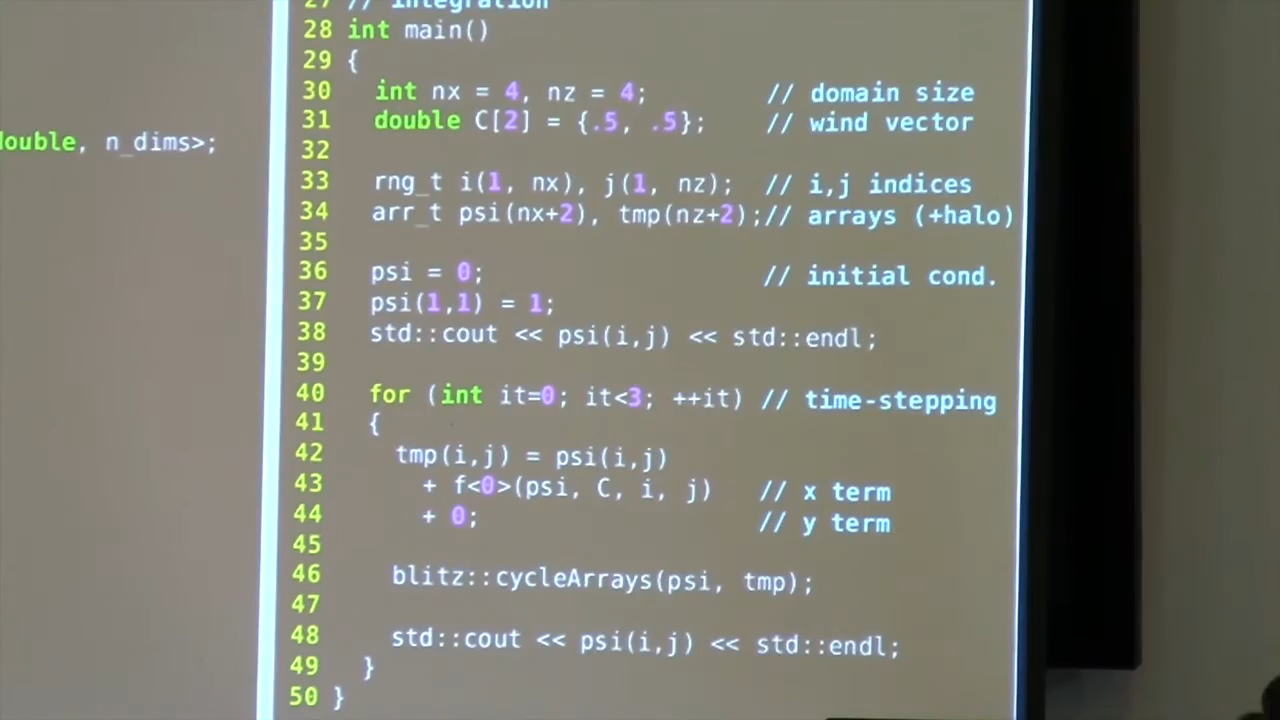 27 // integration
28 int main()
29 {
30   int nx = 4, nz = 4;         // domain size
31   double C[2] = {.5, .5};     // wind vector
double, n_dims>;
32
33   rng_t i(1, nx), j(1, nz);   // i,j indices
34   arr_t psi(nx+2), tmp(nz+2);// arrays (+halo)
35
36   psi = 0;                    // initial cond.
37   psi(1,1) = 1;
38   std::cout << psi(i,j) << std::endl;
39
40   for (int it=0; it<3; ++it) // time-stepping
41   {
42     tmp(i,j) = psi(i,j)
43       + f<0>(psi, C, i, j)    // x term
44       + 0;                    // y term
45
46     blitz::cycleArrays(psi, tmp);
47
48     std::cout << psi(i,j) << std::endl;
49   }
50 }